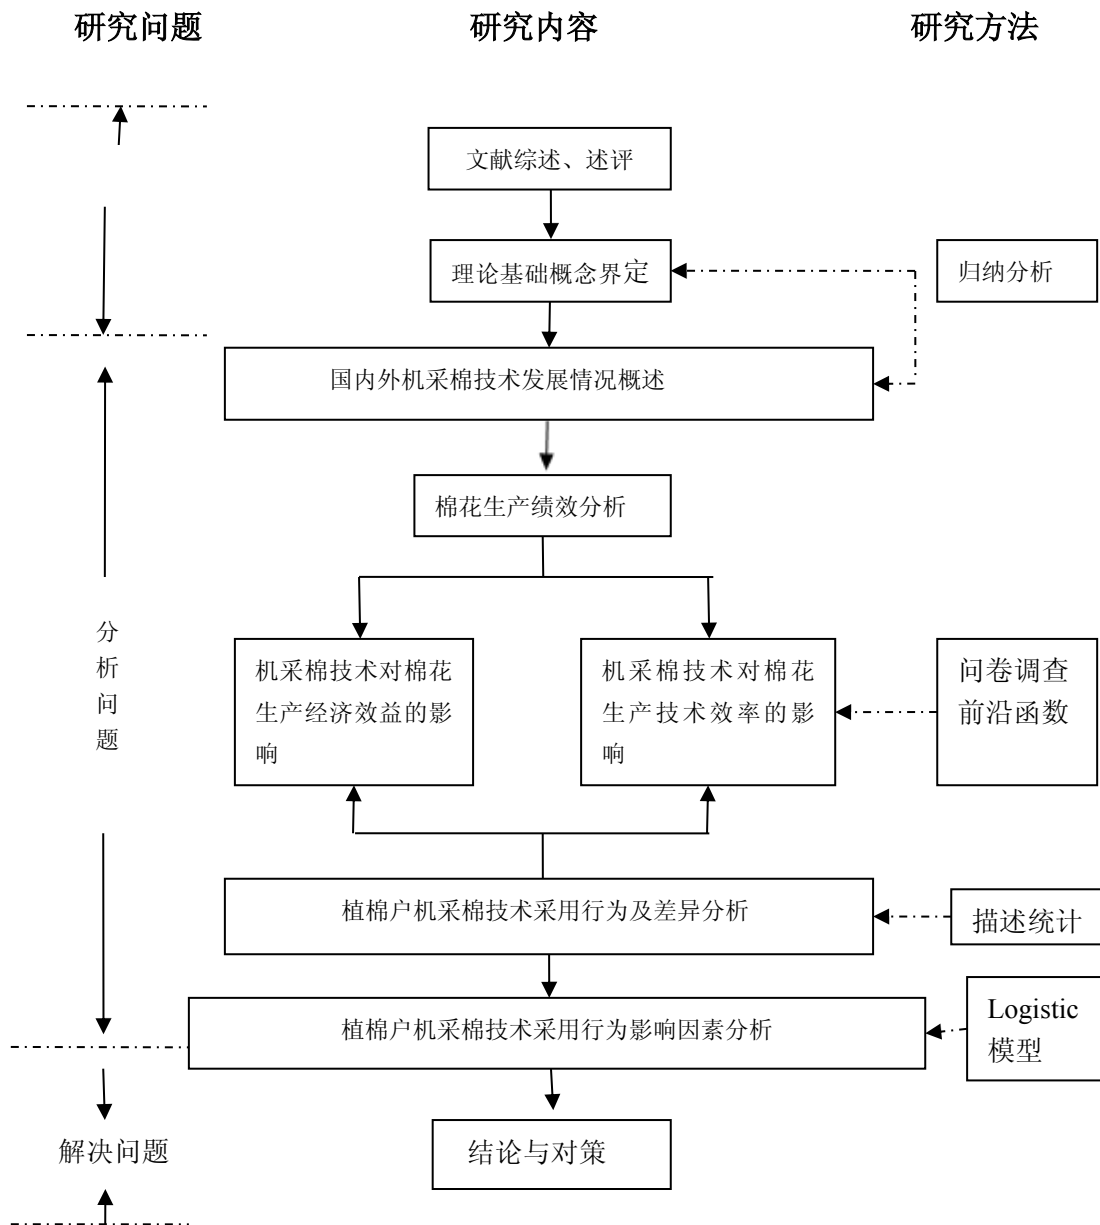 研究问题
研究内容
研究方法
文献综述、述评
理论基础概念界定
归纳分析
国内外机采棉技术发展情况概述
棉花生产绩效分析
分
析
问
题
机采棉技术对棉花
生产经济效益的影
响
机采棉技术对棉花
生产技术效率的影
响
问卷调查
前沿函数
植棉户机采棉技术采用行为及差异分析
描述统计
植棉户机采棉技术采用行为影响因素分析
Logistic
模型
解决问题
结论与对策